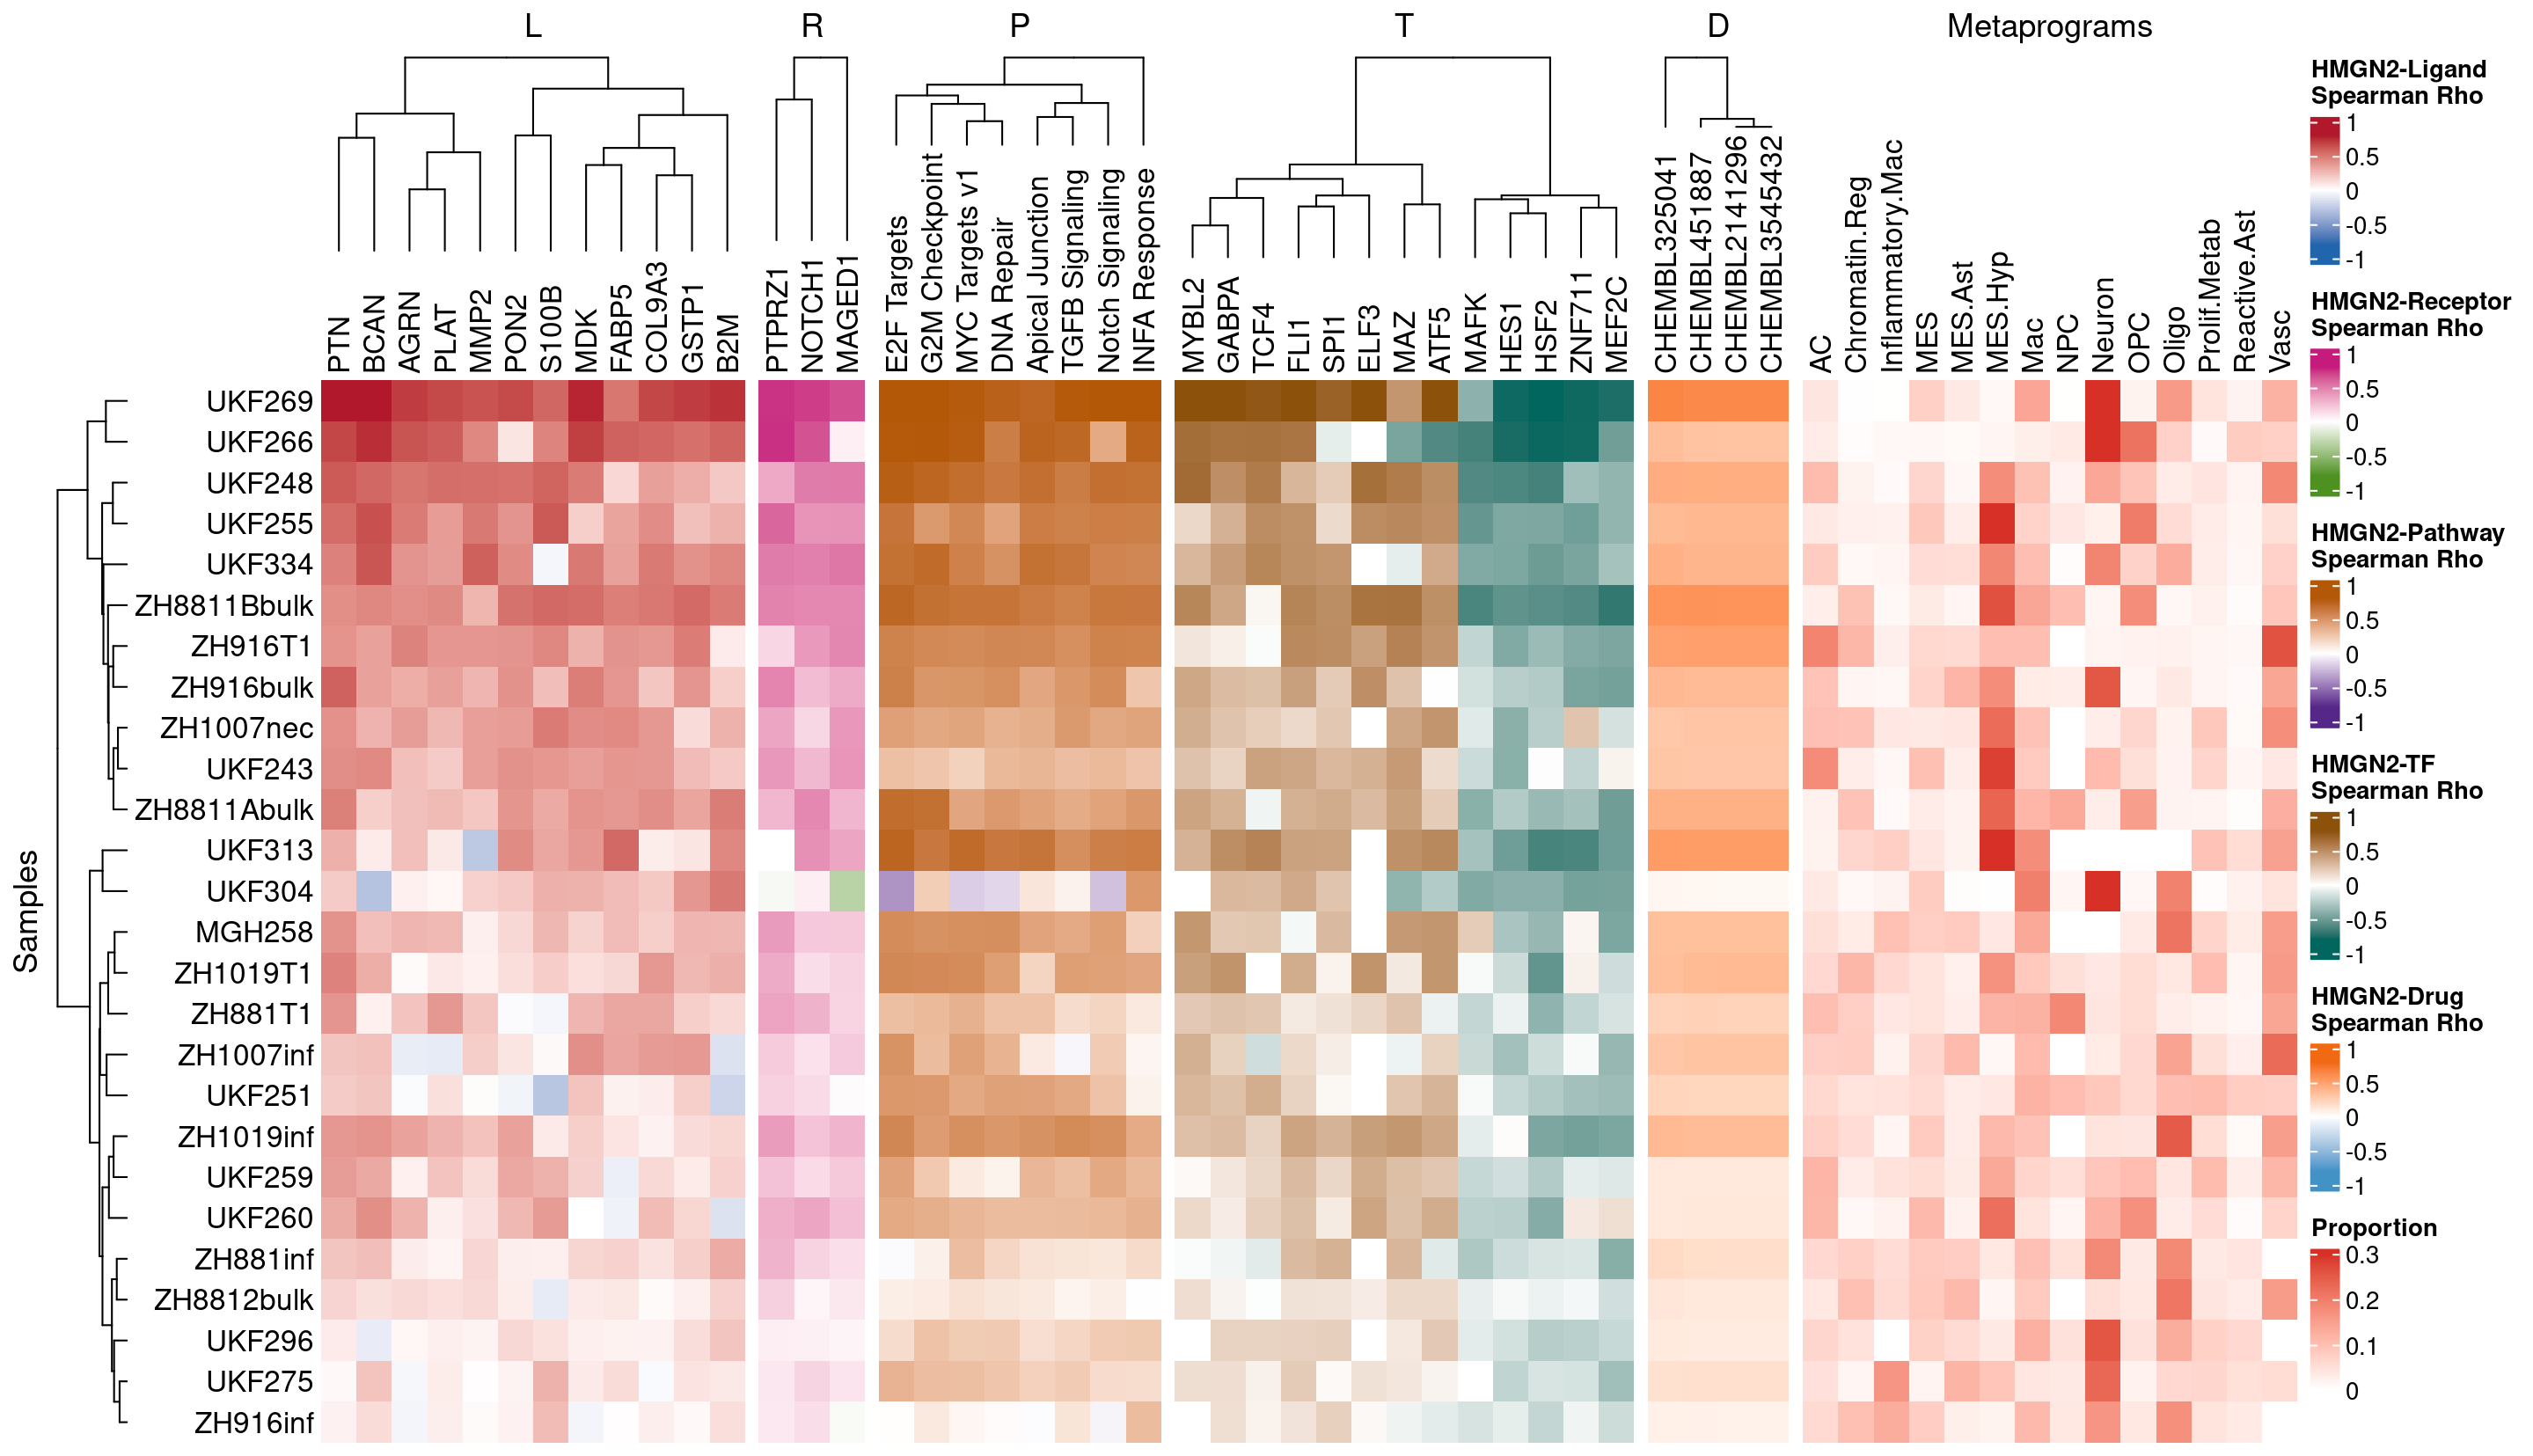 L
R
P
T
D
Metaprograms
PTN
BCAN
AGRN
PLAT
MMP2
PON2
S100B
MDK
FABP5
COL9A3
GSTP1
B2M
PTPRZ1
NOTCH1
MAGED1
E2F Targets
G2M Checkpoint
MYC Targets v1
DNA Repair
Apical Junction
TGFB Signaling
Notch Signaling
INFA Response
MYBL2
GABPA
TCF4
FLI1
SPI1
ELF3
MAZ
ATF5
MAFK
HES1
HSF2
ZNF711
MEF2C
CHEMBL325041
CHEMBL451887
CHEMBL2141296
CHEMBL3545432
AC
Chromatin.Reg
Inflammatory.Mac
MES
MES.Ast
MES.Hyp
Mac
NPC
Neuron
OPC
Oligo
Prolif.Metab
Reactive.Ast
Vasc
Samples
UKF269
UKF266
UKF248
UKF255
UKF334
ZH8811Bbulk
ZH916T1
ZH916bulk
ZH1007nec
UKF243
ZH8811Abulk
UKF313
UKF304
MGH258
ZH1019T1
ZH881T1
ZH1007inf
UKF251
ZH1019inf
UKF259
UKF260
ZH881inf
ZH8812bulk
UKF296
UKF275
ZH916inf
HMGN2-Ligand
Spearman Rho
1
0.5
0
-0.5
-1
HMGN2-Receptor
Spearman Rho
1
0.5
0
-0.5
-1
HMGN2-Pathway
Spearman Rho
1
0.5
0
-0.5
-1
HMGN2-TF
Spearman Rho
1
0.5
0
-0.5
-1
HMGN2-Drug
Spearman Rho
1
0.5
0
-0.5
-1
Proportion
0.3
0.2
0.1
0